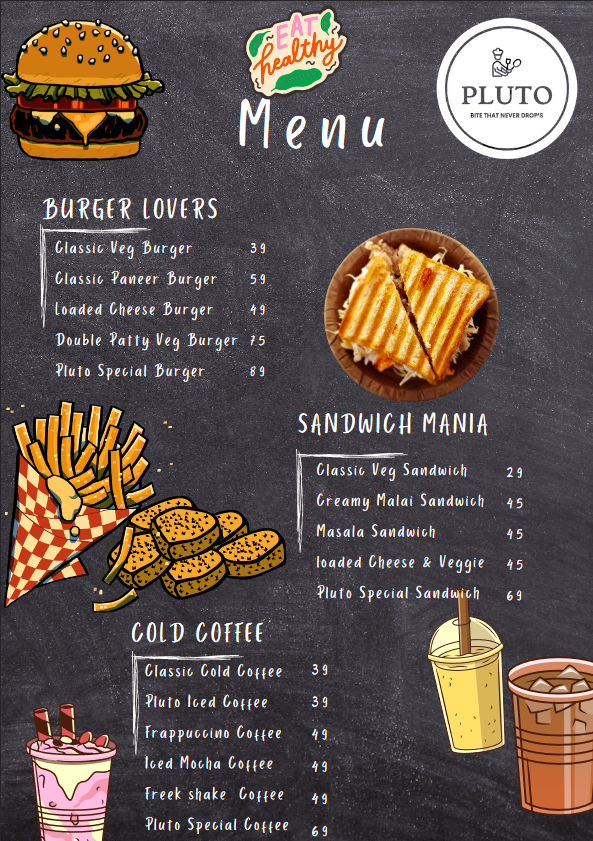 EAT
healthy
Menu
PLUTO
BITE THAT NEVER DROP'S
BURGER LOVERS
Classic Veg Burger 39
Classic Paneer Burger 59
Loaded Cheese Burger 49
Double Patty Veg Burger 75
Pluto Special Burger 89
SANDWICH MANIA
Classic Veg Sandwich 29
Creamy Malai Sandwich 45
Masala Sandwich 45
loaded Cheese & Veggie 45
Pluto Special Sandwich 69
COLD COFFEE
Classic Cold Coffee 39
Pluto Iced Coffee 39
Frappuccino Coffee 49
Iced Mocha Coffee 49
Freek shake Coffee 49
Pluto Special Coffee 69